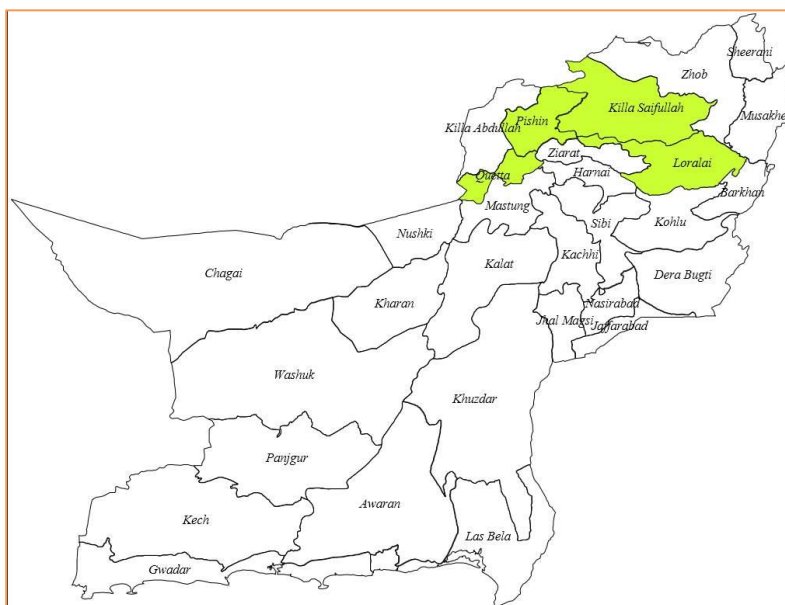 Sheerani
Zhob
Killa Saifullah
Musakhe
Pishin
Killa Abdullah
Ziarat
Loralai
Harnai
Quetta
Barkhan
Mastung
Sibi
Kohlu
Nushki
Kachhi
Kalat
Chagai
Dera Bugti
Kharan
Nasirabad
Jhal Magsi
Jaffarabad
Washuk
Khuzdar
Panjgur
Awaran
Kech
Las Bela
Gwadar